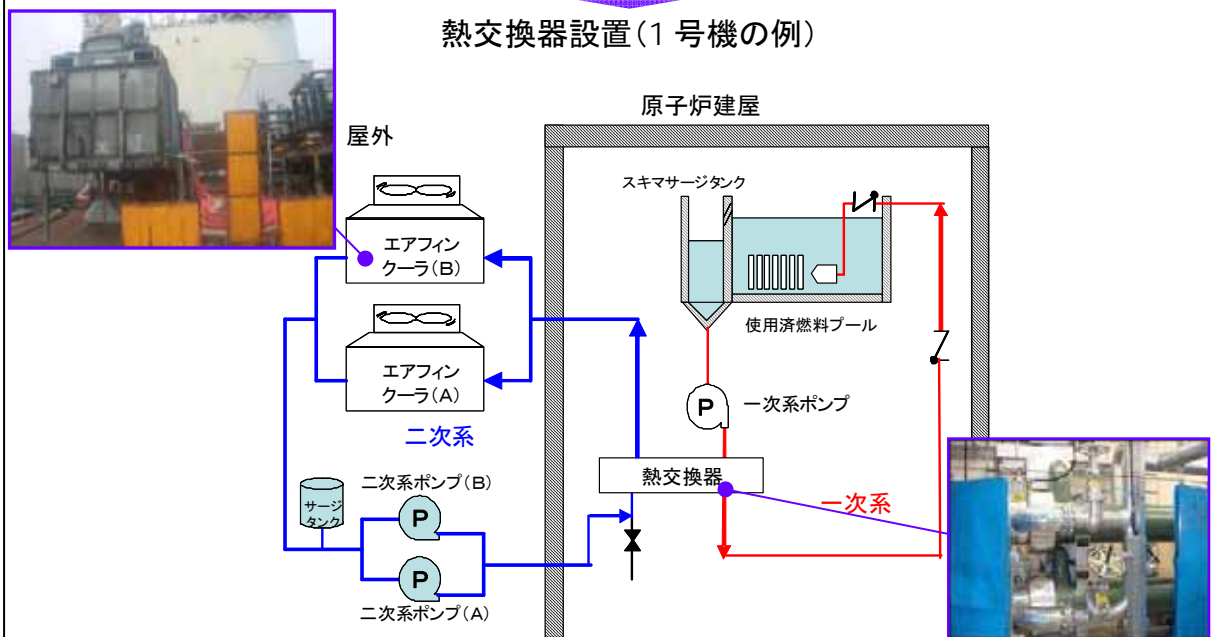 熱交換器設置(1号機の例)
原子炉建屋
屋外
スキマサージタンク
エアフィン
クーラ(B)
使用済燃料プール
エアフィン
クーラ(A)
P
一次系ポンプ
二次系
熱交換器
一次系
二次系ポンプ(B)
サージ
タンク
P
P
二次系ポンプ(A)